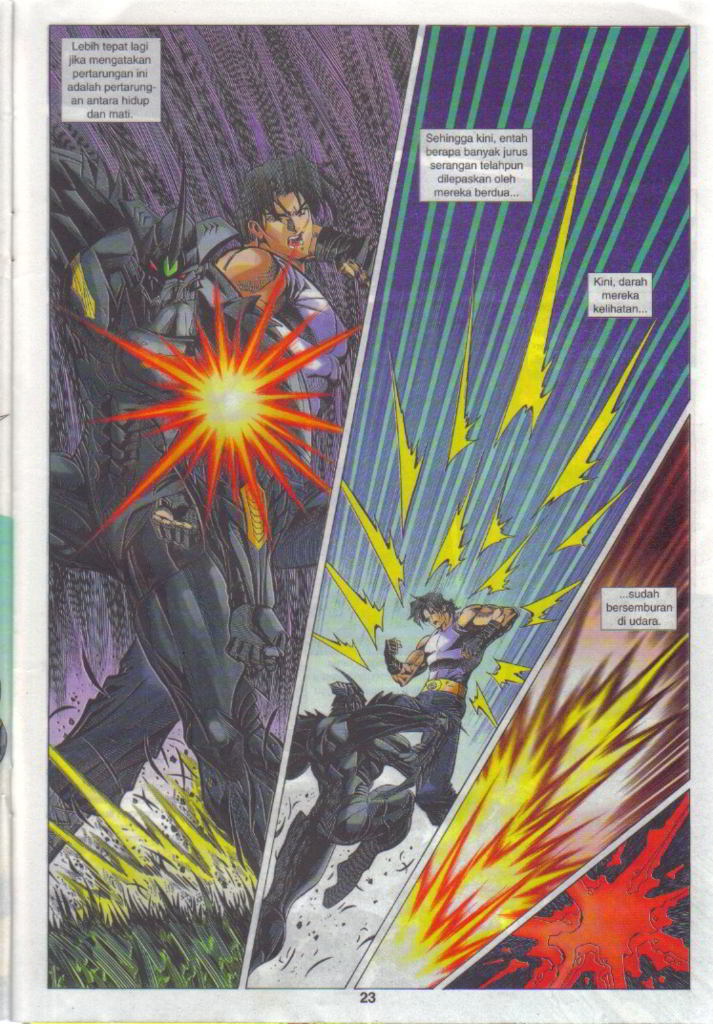 Lebih tepat lagi
jika mengatakan
pertarungan ini
adalah pertarung-
an antara hidup
dan mati.
Sehingga kini, entah
berapa banyak jurus
serangan telahpun
dilepaskan oleh
mereka berdua...
Kini, darah
mereka
kelihatan...
...sudah
bersemburan
di udara.
23